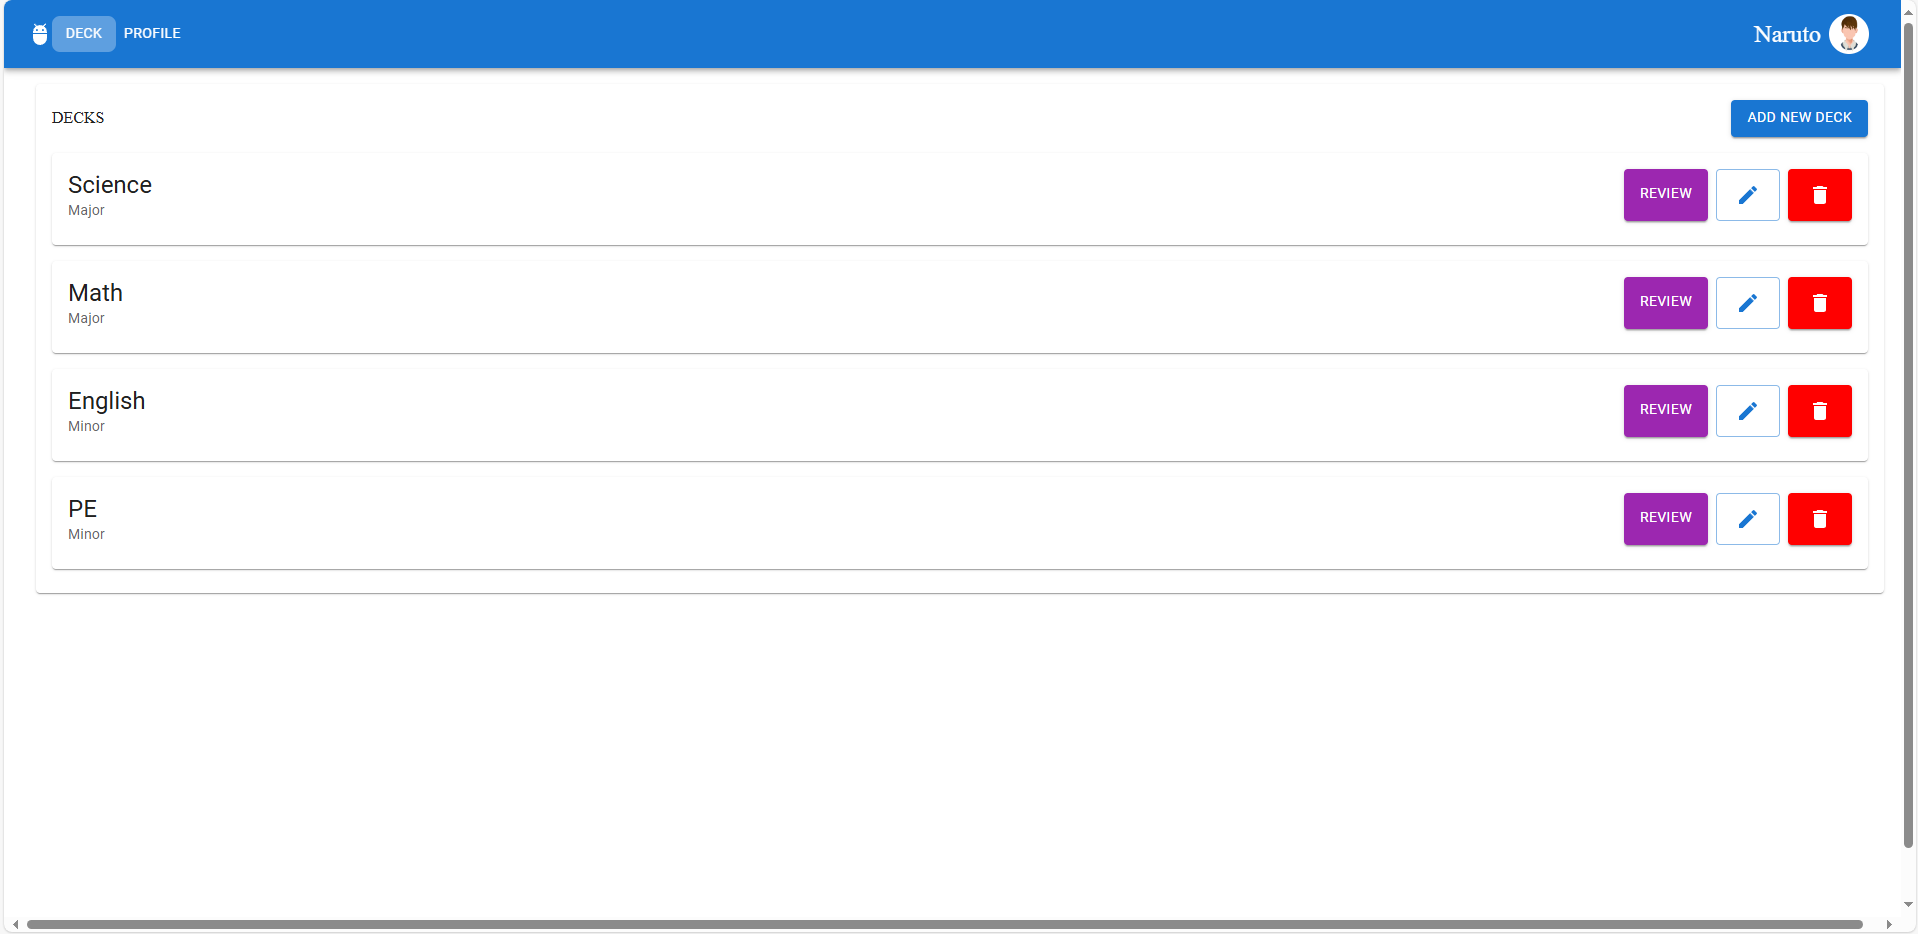 DECK PROFILE Naruto
DECKS ADD NEW DECK
Science
Major
REVIEW
Math
Major
REVIEW
English
Minor
REVIEW
PE
Minor
REVIEW